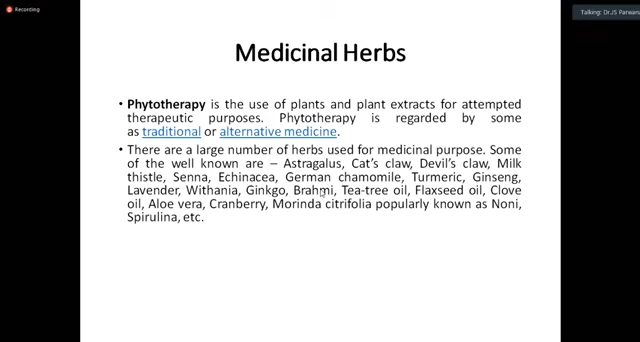 Recording
Talking: Dr.JS
Medicinal Herbs
• Phytotherapy is the use of plants and plant extracts for attempted
therapeutic purposes. Phytotherapy is regarded by some
as traditional or alternative medicine.
• There are a large number of herbs used for medicinal purpose. Some
of the well known are – Astragalus, Cat's claw, Devil's claw, Milk
thistle, Senna, Echinacea, German chamomile, Turmeric, Ginseng,
Lavender, Withania, Ginkgo, Brahmi, Tea-tree oil, Flaxseed oil, Clove
oil, Aloe vera, Cranberry, Morinda citrifolia popularly known as Noni,
Spirulina, etc.